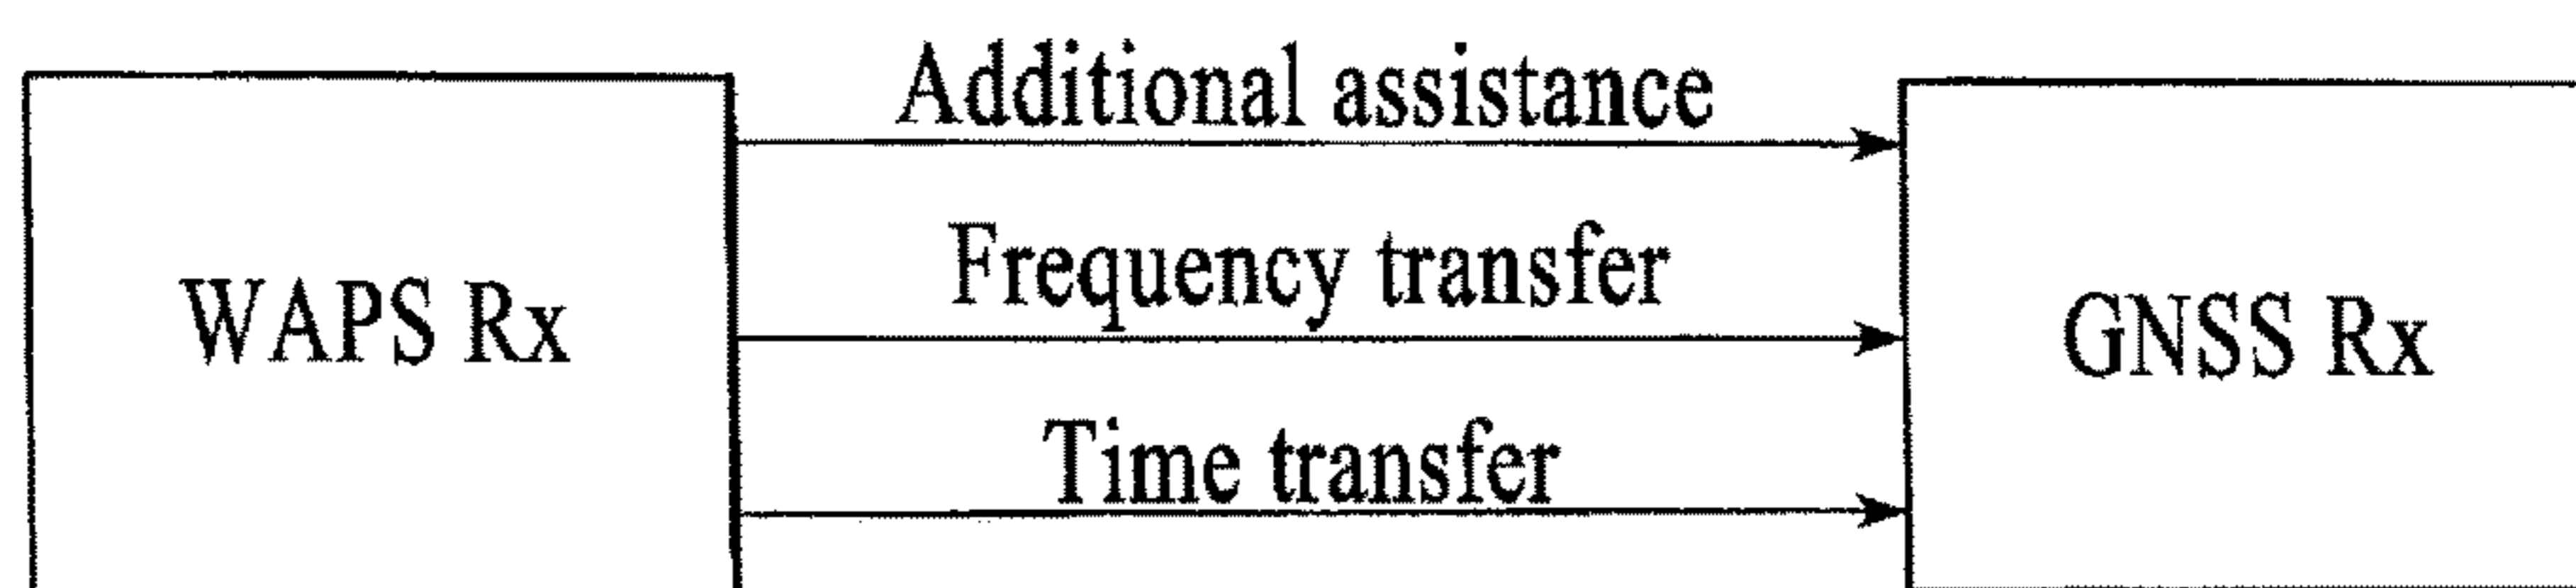 Additional assistance
Frequency transfer
WAPS Rx
GNSS Rx
Time transfer